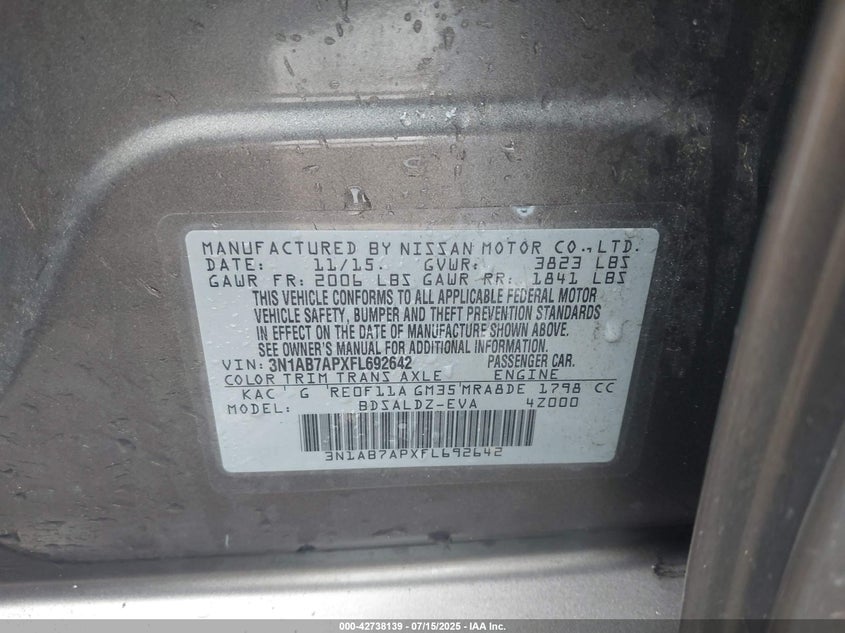 MANUFACTURED BY NISSAN MOTOR CO., LTD.
DATE: 11/15 GVWR: 3823 LBS
GAWR FR: 2006 LBS GAWR RR: 1841 LBS
THIS VEHICLE CONFORMS TO ALL APPLICABLE FEDERAL MOTOR
VEHICLE SAFETY, BUMPER AND THEFT PREVENTION STANDARDS
IN EFFECT ON THE DATE OF MANUFACTURE SHOWN ABOVE.
SEE OWNER'S MANUAL FOR ADDITIONAL INFORMATION.
VIN: 3N1AB7APXFL692642 PASSENGER CAR.
COLOR TRIM TRANS AXLE ENGINE
KAC G RE0F11A GM35 MRA8DE 1798 CC
MODEL: BDSALDZ-EVA 4Z000
3N1AB7APXFL692642
000-42738139 - 07/15/2025 - IAA Inc.